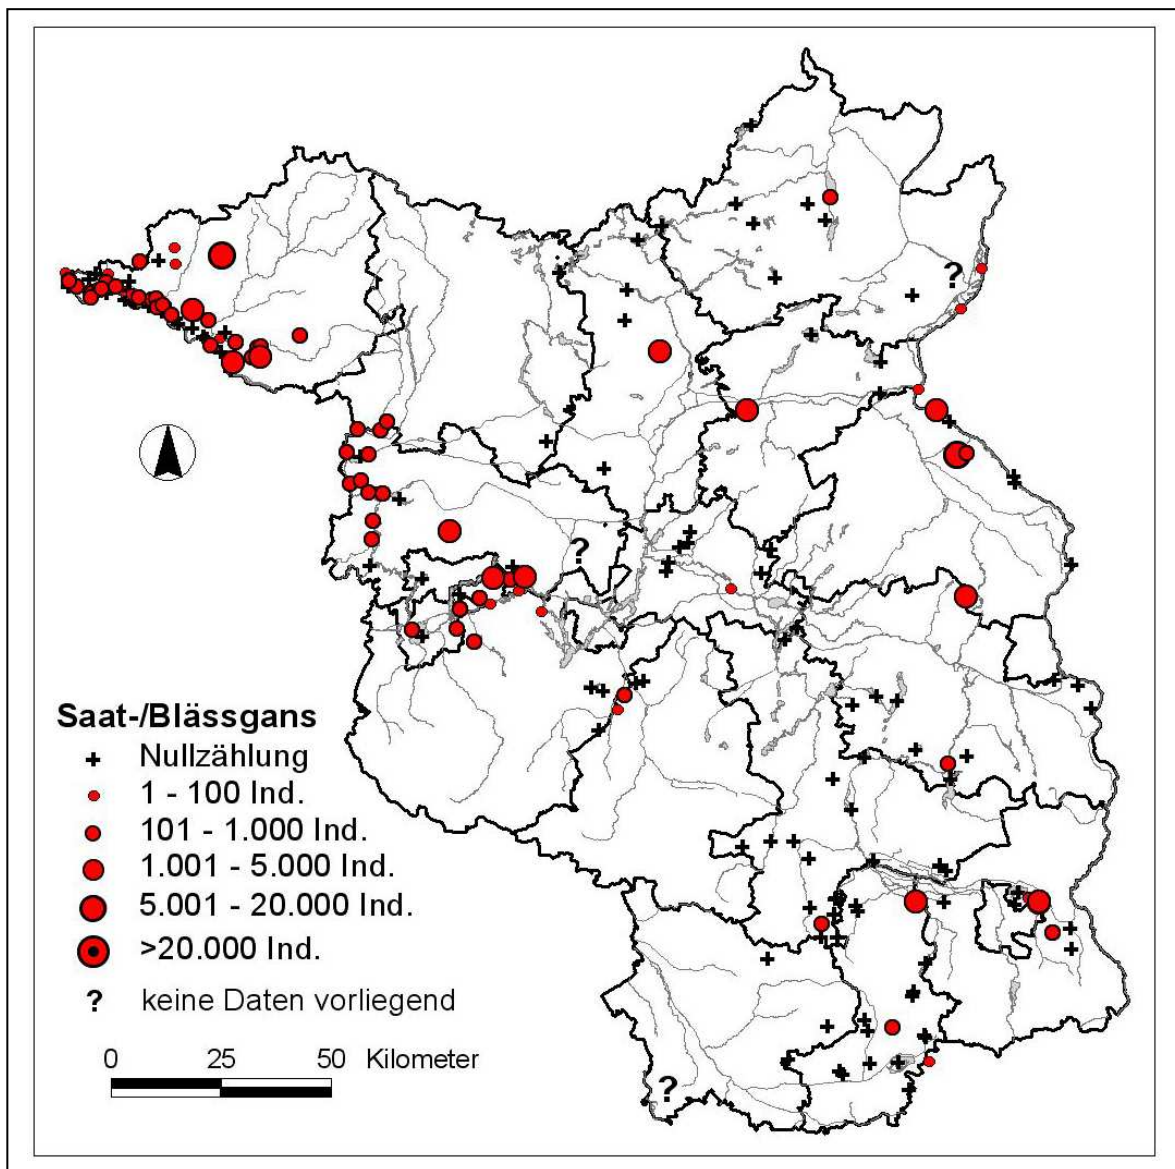 ?
?
Saat-/Blässgans
Nullzählung
1 - 100 Ind.
101 - 1.000 Ind.
1.001 - 5.000 Ind.
5.001 - 20.000 Ind.
>20.000 Ind.
? keine Daten vorliegend
0 25 50 Kilometer
?